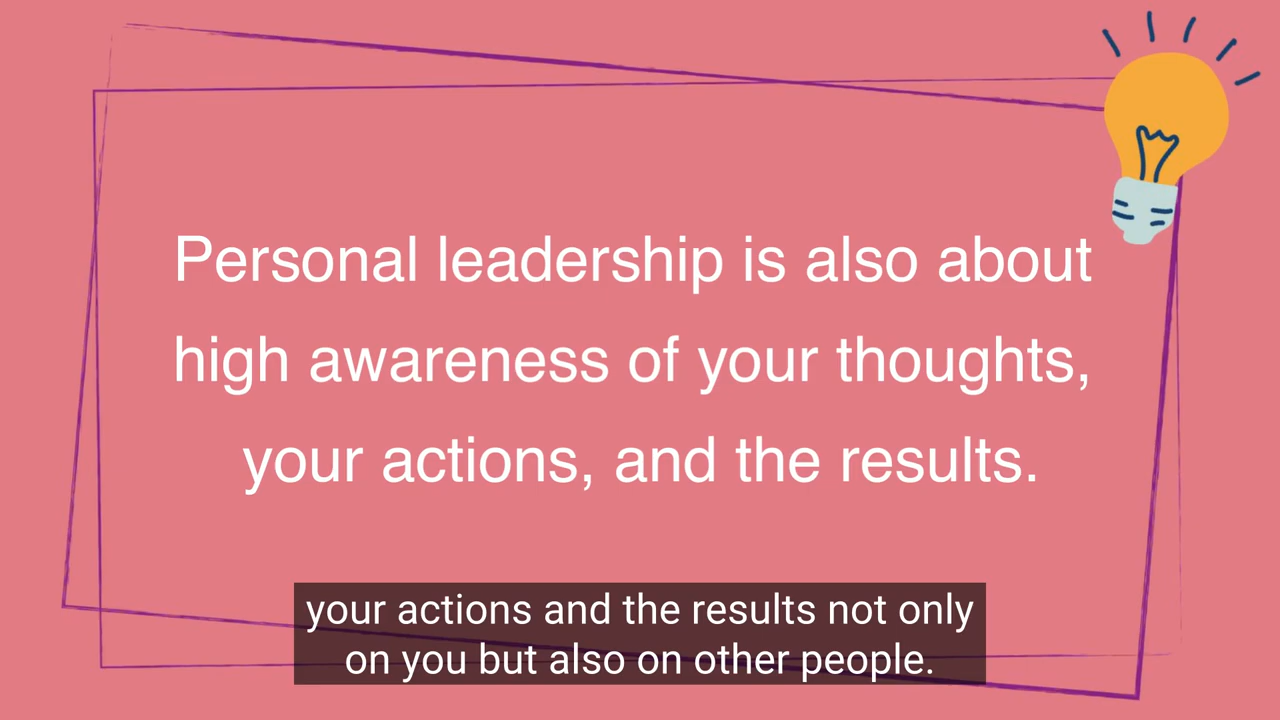 Personal leadership is also about
high awareness of your thoughts,
your actions, and the results.
your actions and the results not only
on you but also on other people.